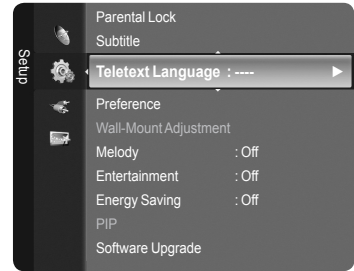 Setup
Parental Lock
Subtitle
Teletext Language : ----
Preference
Wall-Mount Adjustment
Melody : Off
Entertainment : Off
Energy Saving : Off
PIP
Software Upgrade